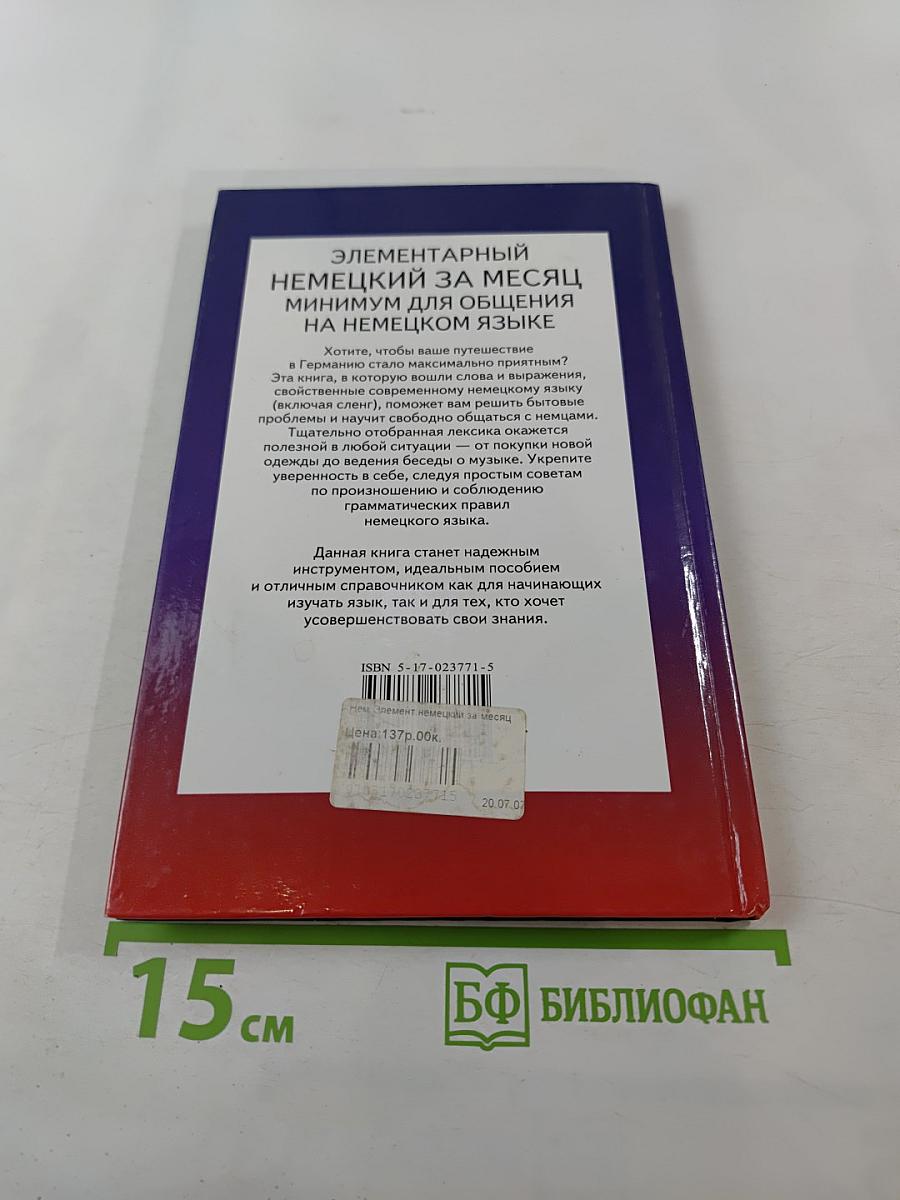 ЭЛЕМЕНТАРНЫЙ
НЕМЕЦКИЙ ЗА МЕСЯЦ
МИНИМУМ ДЛЯ ОБЩЕНИЯ
НА НЕМЕЦКОМ ЯЗЫКЕ
Хотите, чтобы ваше путешествие
в Германию стало максимально приятным?
Эта книга, в которую вошли слова и выражения,
свойственные современному немецкому языку
(включая сленг), поможет вам решить бытовые
проблемы и научит свободно общаться с немцами.
Тщательно отобранная лексика окажется
полезной в любой ситуации — от покупки новой
одежды до ведения беседы о музыке. Укрепите
уверенность в себе, следуя простым советам
по произношению и соблюдению
грамматических правил
немецкого языка.
Данная книга станет надежным
инструментом, идеальным пособием
и отличным справочником как для начинающих
изучать язык, так и для тех, кто хочет
усовершенствовать свои знания.
ISBN 5-17-023771-5
Нем.Элемент.немецкий за месяц
Цена:137р.00к.
20.07.07
15 см
БФ БИБЛИОФАН